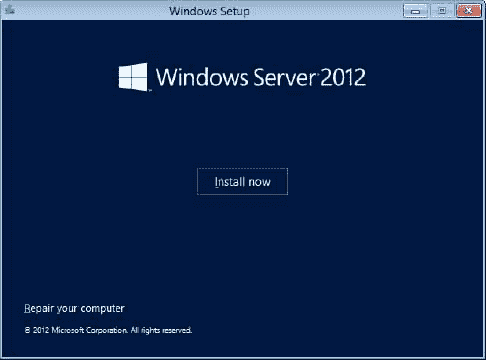 Windows Setup
Windows Server 2012
Install now
Repair your computer
© 2012 Microsoft Corporation. All rights reserved.